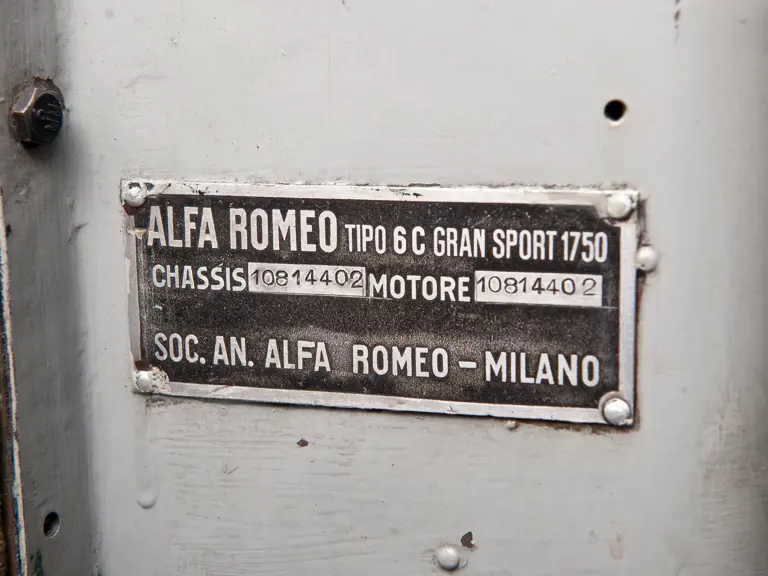 ALFA ROMEO TIPO 6 C GRAN SPORT 1750
CHASSIS 10814402 MOTORE 10814402
SOC. AN. ALFA ROMEO – MILANO